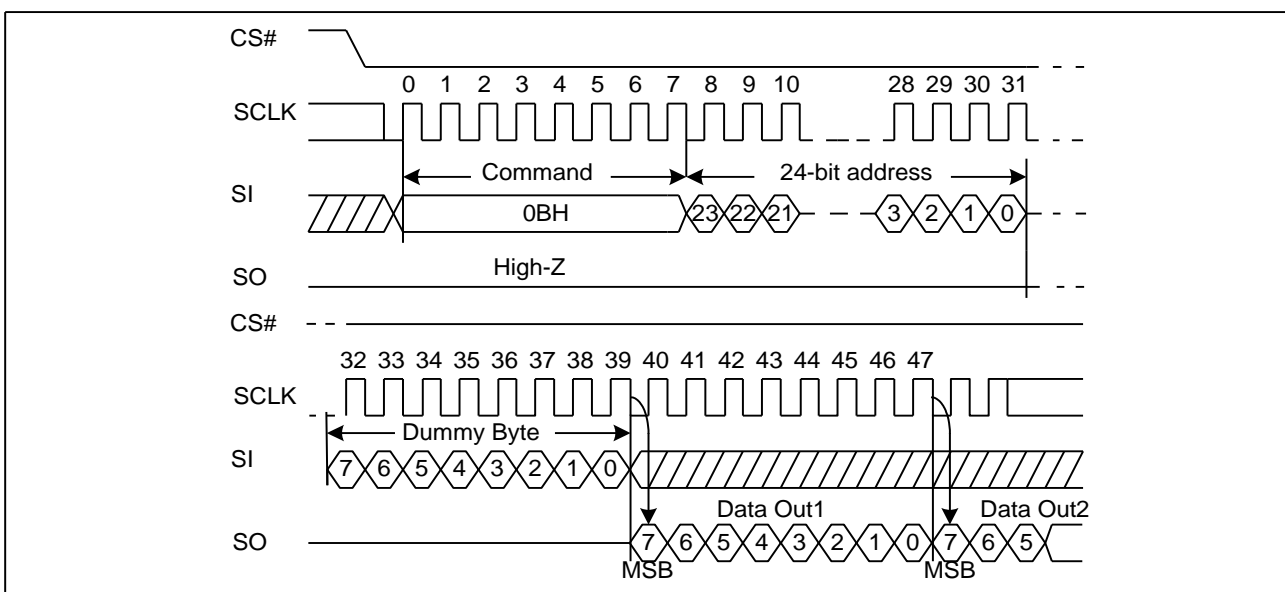 CS#
0 1 2 3 4 5 6 7 8 9 10 28 29 30 31
SCLK
Command 24-bit address
SI
0BH 23 22 21 3 2 1 0
High-Z
SO
CS#
32 33 34 35 36 37 38 39 40 41 42 43 44 45 46 47
SCLK
Dummy Byte
SI
7 6 5 4 3 2 1 0
Data Out1 Data Out2
SO
7 6 5 4 3 2 1 0 7 6 5
MSB MSB